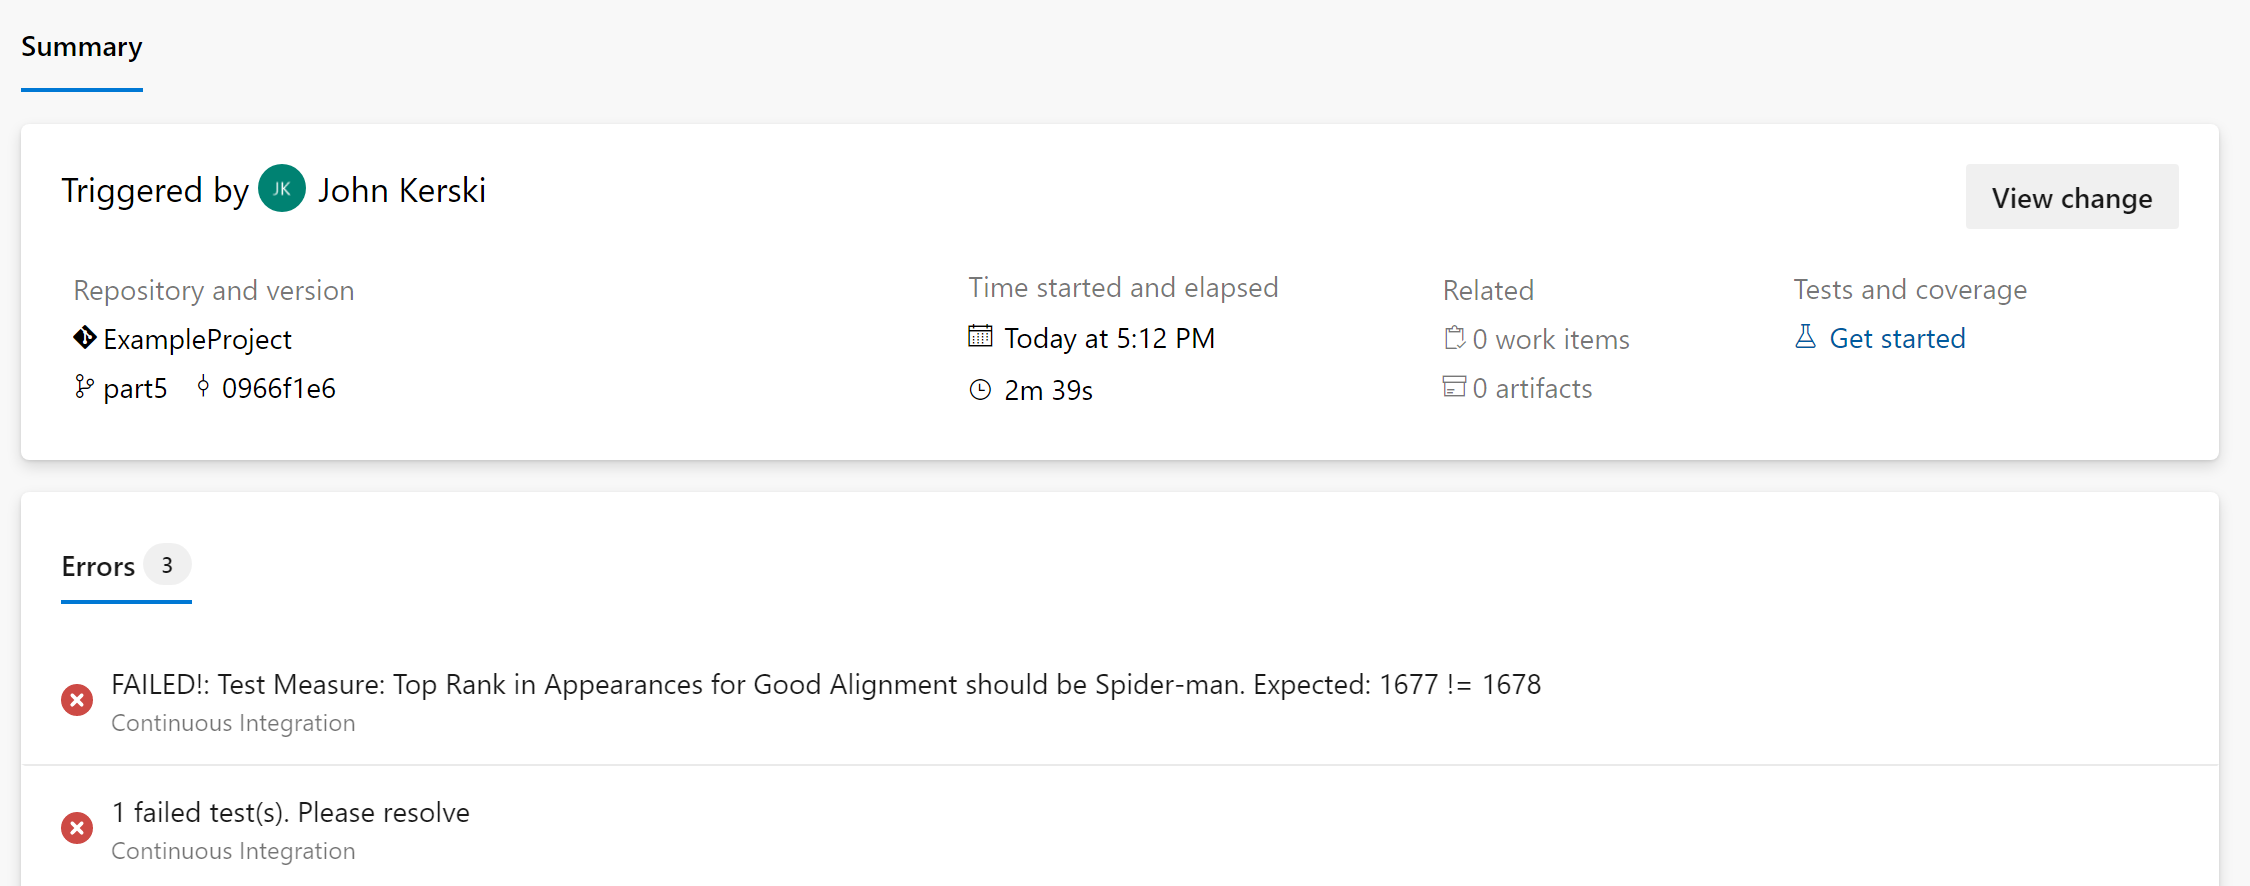 Summary
Triggered by JK John Kerski
View change
Repository and version
ExampleProject
part5 0966f1e6
Time started and elapsed
Today at 5:12 PM
2m 39s
Related
0 work items
0 artifacts
Tests and coverage
Get started
Errors 3
FAILED!: Test Measure: Top Rank in Appearances for Good Alignment should be Spider-man. Expected: 1677 != 1678
Continuous Integration
1 failed test(s). Please resolve
Continuous Integration